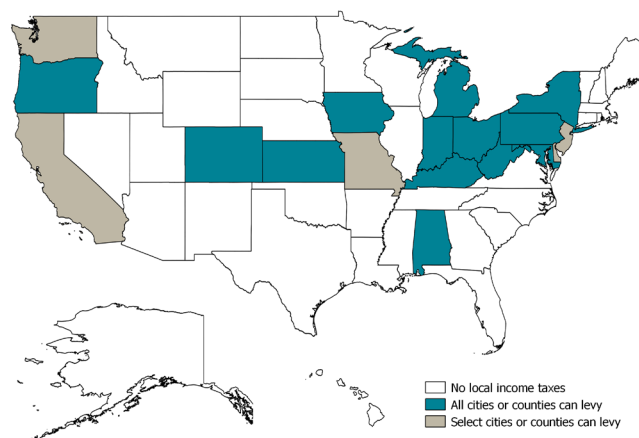 No local income taxes
All cities or counties can levy
Select cities or counties can levy